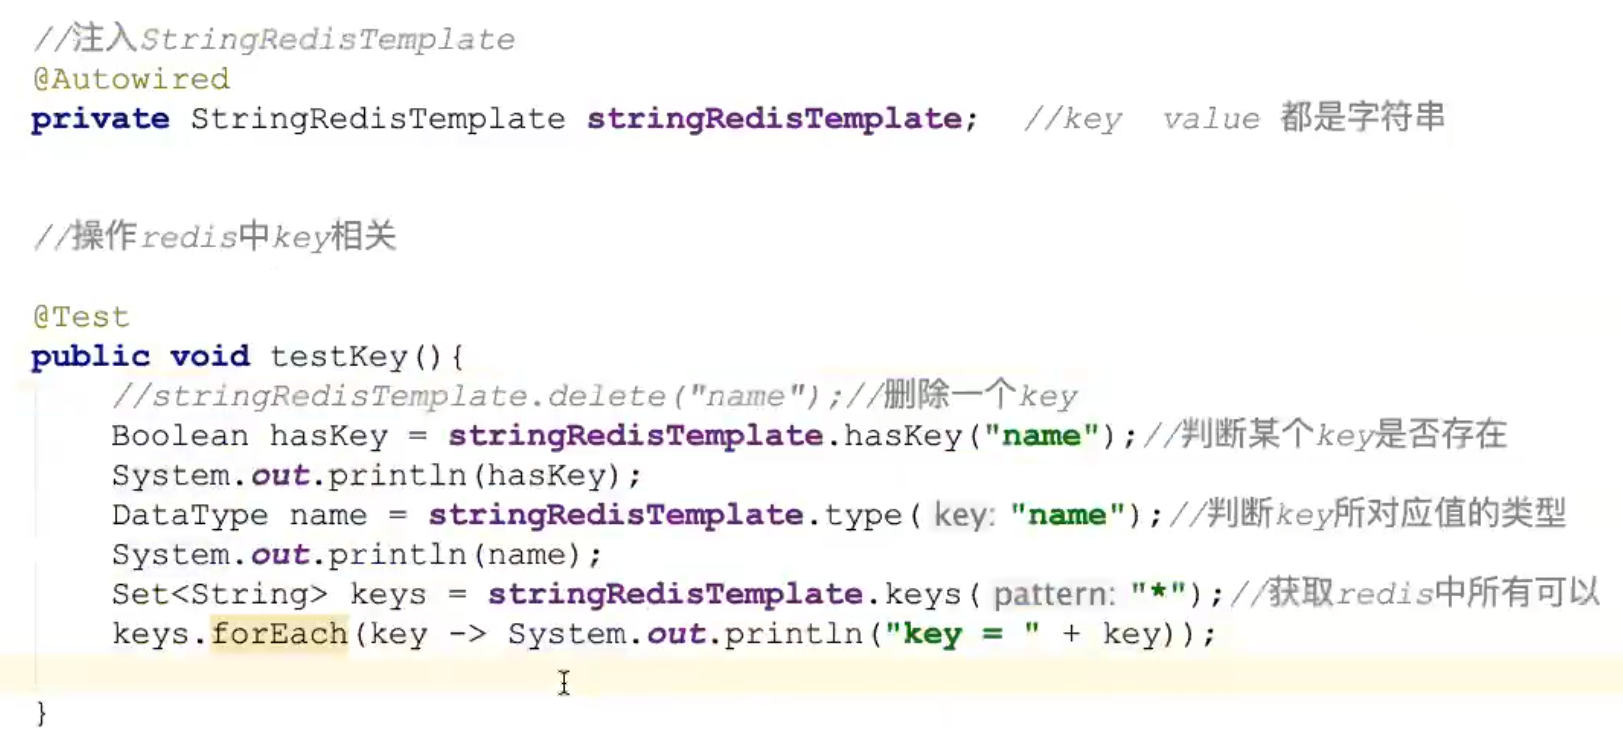 //注入StringRedisTemplate
@Autowired
private StringRedisTemplate stringRedisTemplate;  //key  value 都是字符串
//操作redis中key相关
@Test
public void testKey(){
//stringRedisTemplate.delete("name");//删除一个key
Boolean hasKey = stringRedisTemplate.hasKey("name");//判断某个key是否存在
System.out.println(hasKey);
DataType name = stringRedisTemplate.type( key: "name");//判断key所对应值的类型
System.out.println(name);
Set<String> keys = stringRedisTemplate.keys( pattern: "*");//获取redis中所有可以
keys.forEach(key -> System.out.println("key = " + key));
}